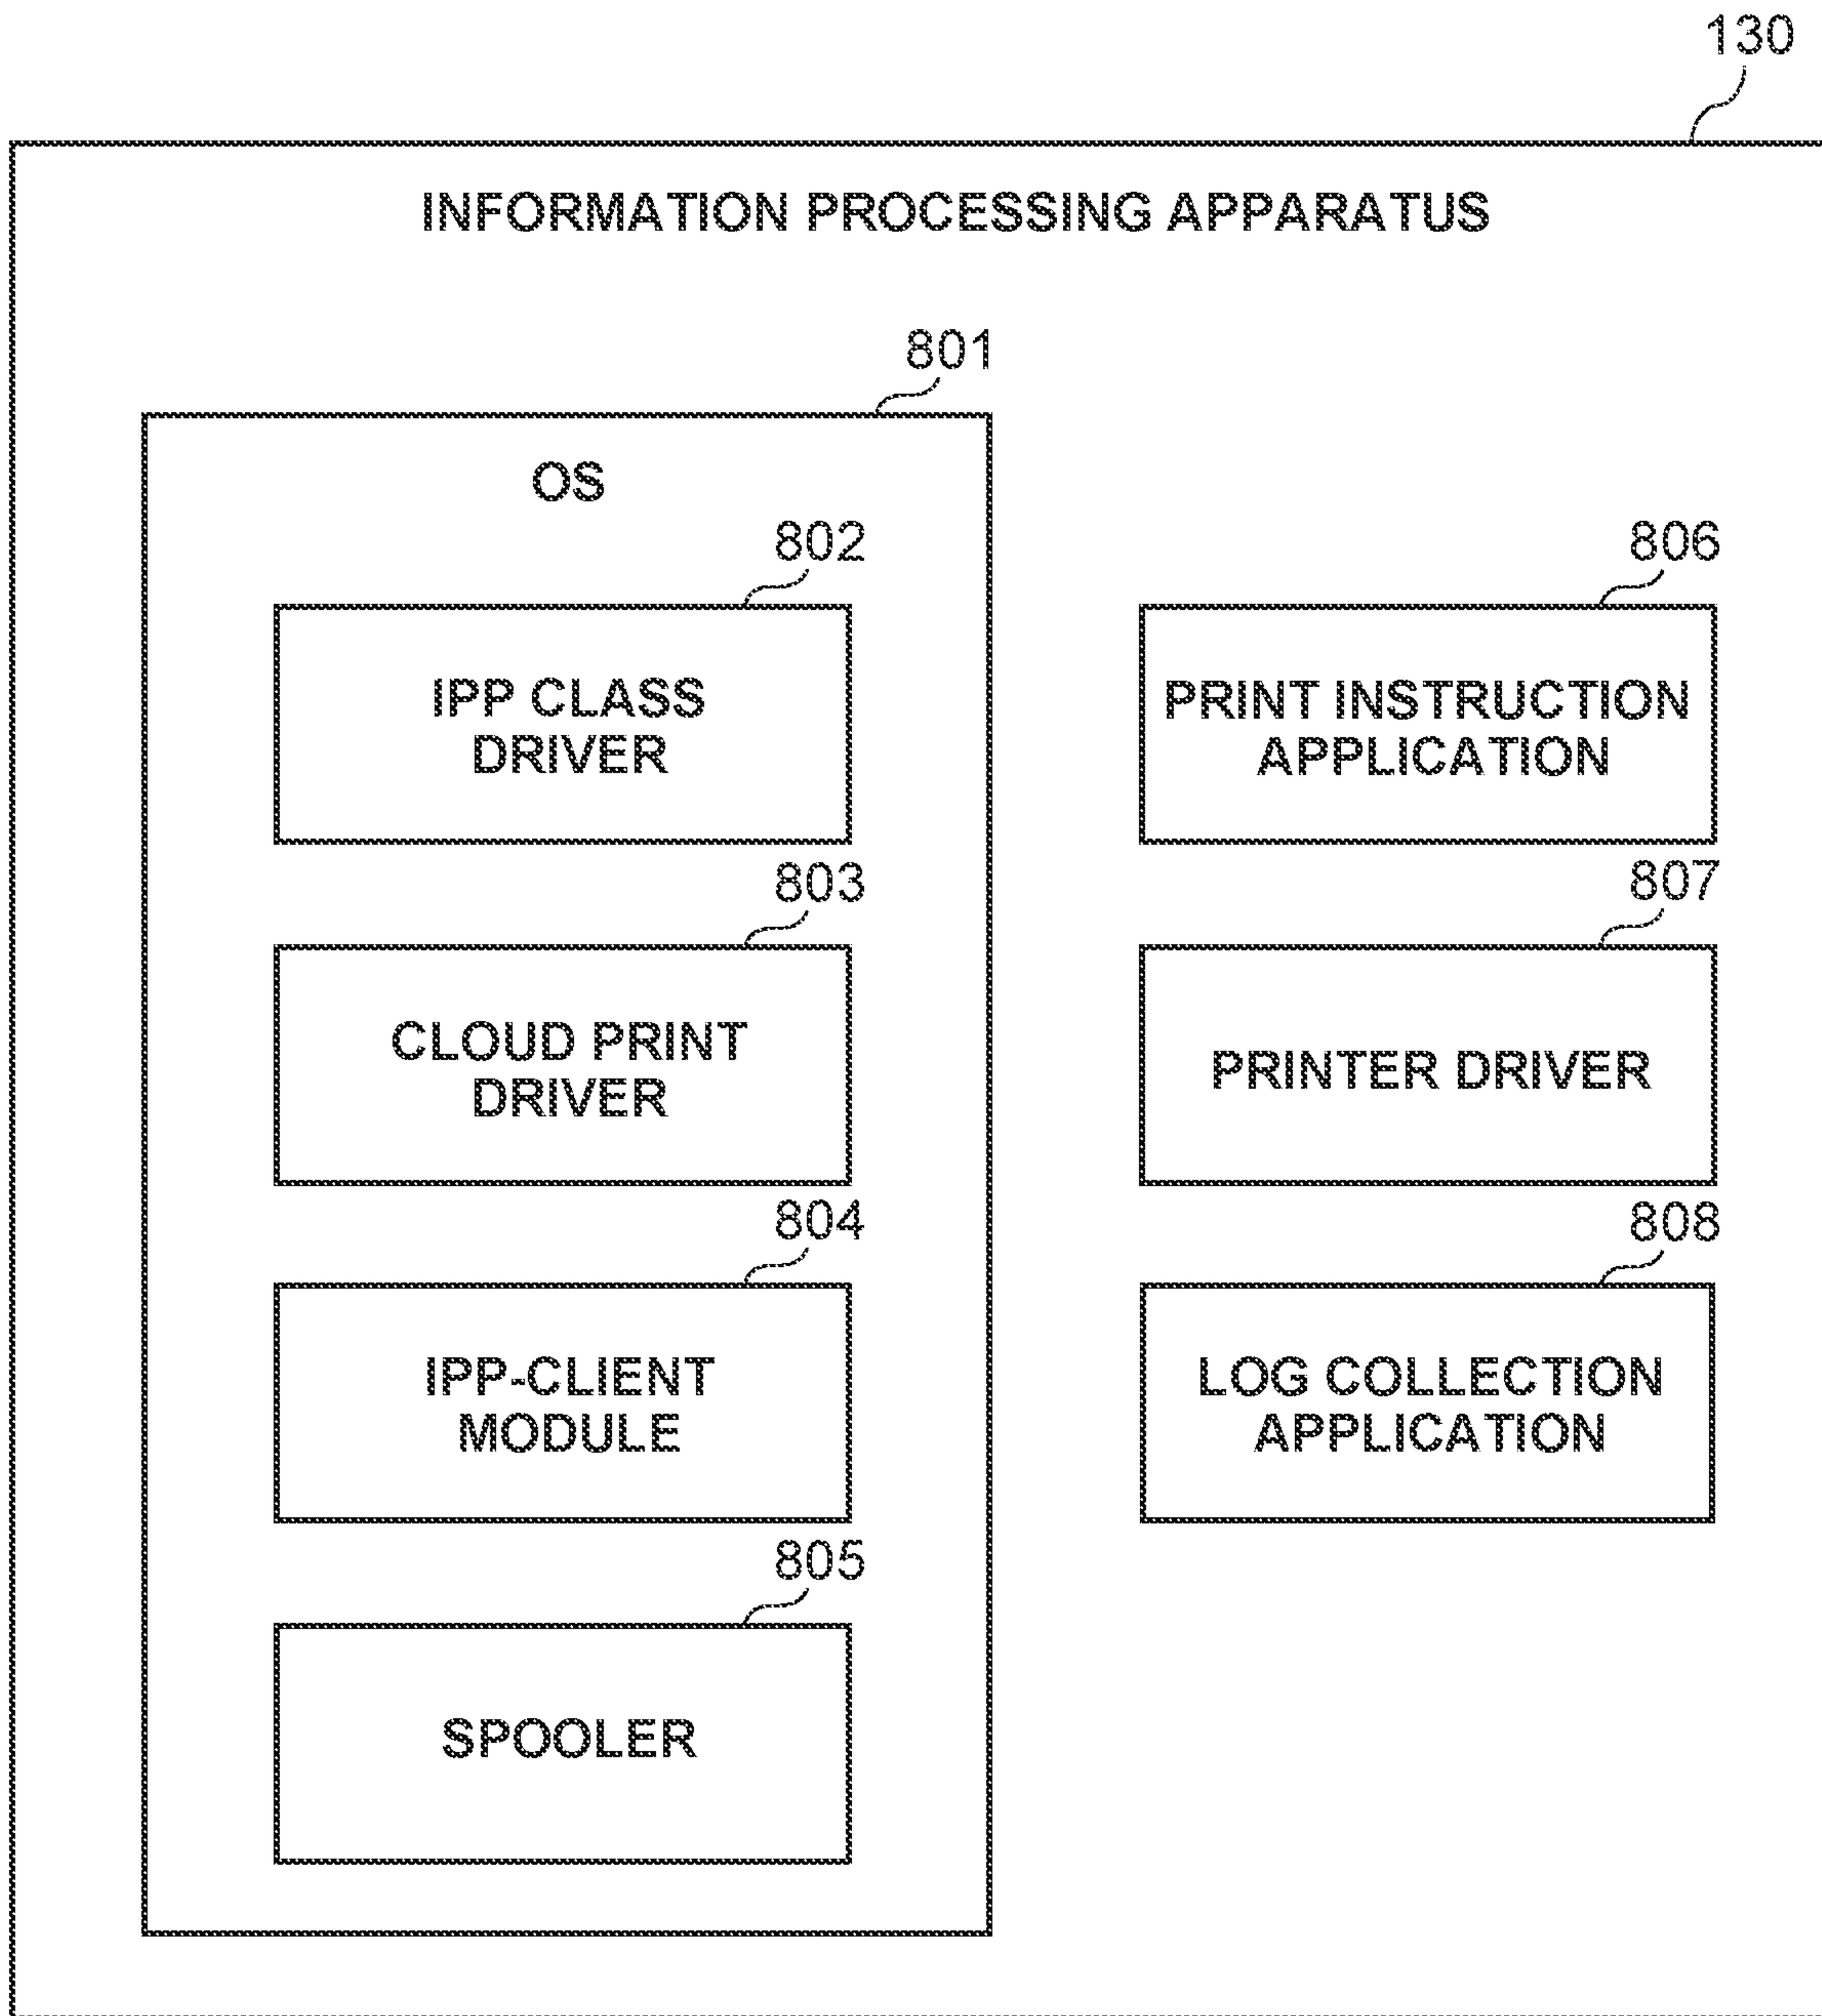 130
INFORMATION PROCESSING APPARATUS
801
OS
802
IPP CLASS
DRIVER
803
CLOUD PRINT
DRIVER
804
IPP-CLIENT
MODULE
805
SPOOLER
806
PRINT INSTRUCTION
APPLICATION
807
PRINTER DRIVER
808
LOG COLLECTION
APPLICATION